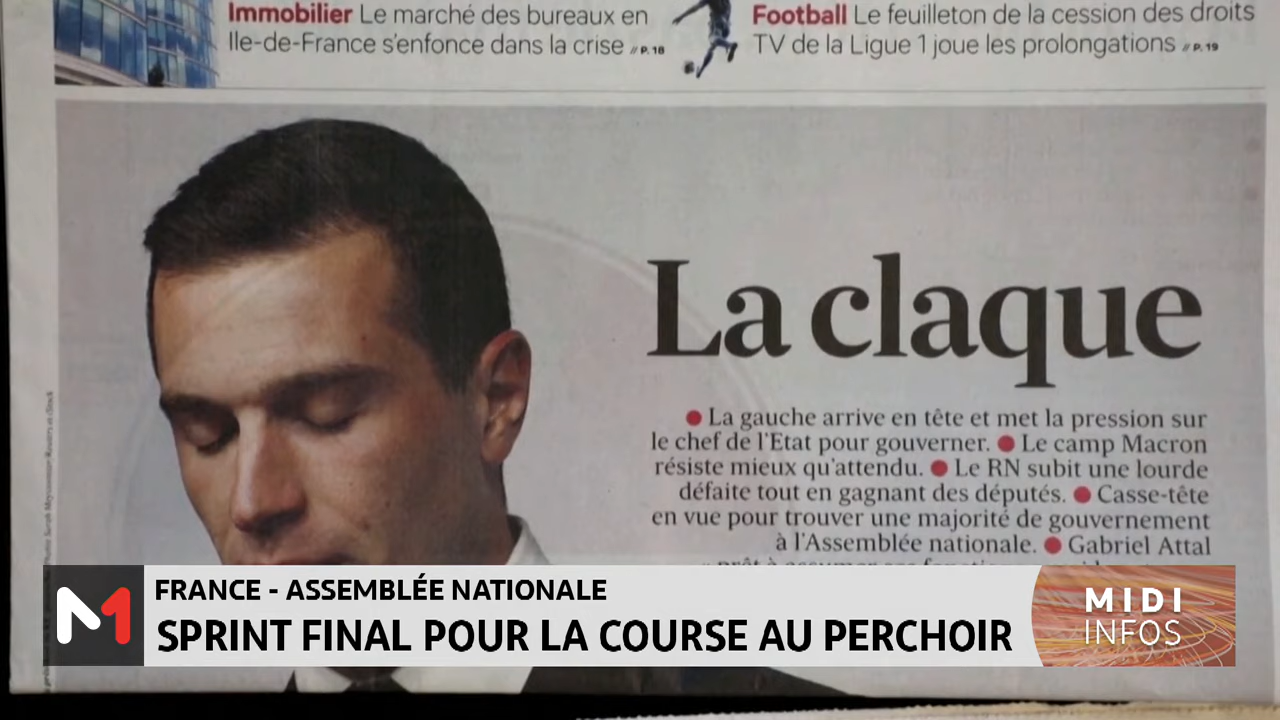 Immobilier Le marché des bureaux en
Ile-de-France s'enfonce dans la crise // P. 18
Football Le feuilleton de la cession des droits
TV de la Ligue 1 joue les prolongations // P. 19
La claque
● La gauche arrive en tête et met la pression sur
le chef de l'Etat pour gouverner. ● Le camp Macron
résiste mieux qu'attendu. ● Le RN subit une lourde
défaite tout en gagnant des députés. ● Casse-tête
en vue pour trouver une majorité de gouvernement
à l'Assemblée nationale. ● Gabriel Attal
M1
FRANCE - ASSEMBLÉE NATIONALE
SPRINT FINAL POUR LA COURSE AU PERCHOIR
MIDI
INFOS